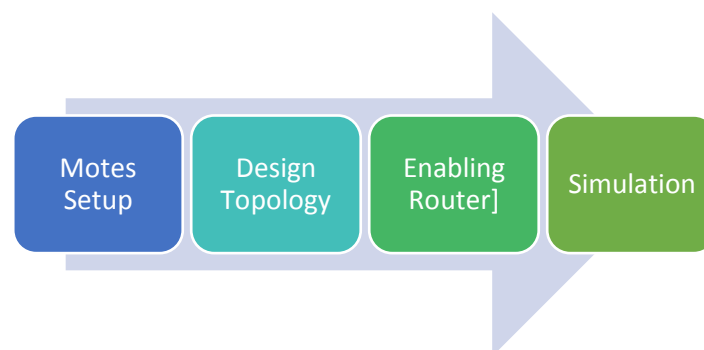 Motes
Setup
Design
Topology
Enabling
Router]
Simulation